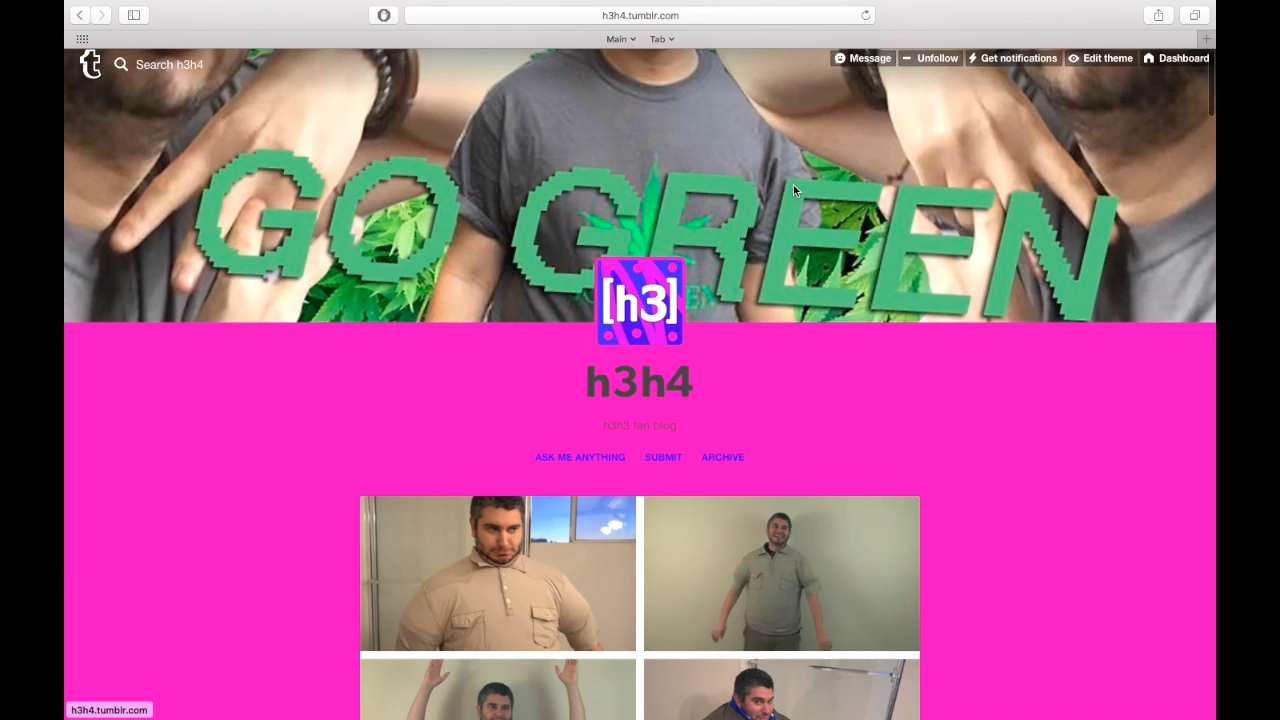 h3h4.tumblr.com
Main Tab
t Search h3h4 Message Unfollow Get notifications Edit theme Dashboard
GO GREEN
[h3]
h3h4
h3h3 fan blog
ASK ME ANYTHING SUBMIT ARCHIVE
h3h4.tumblr.com